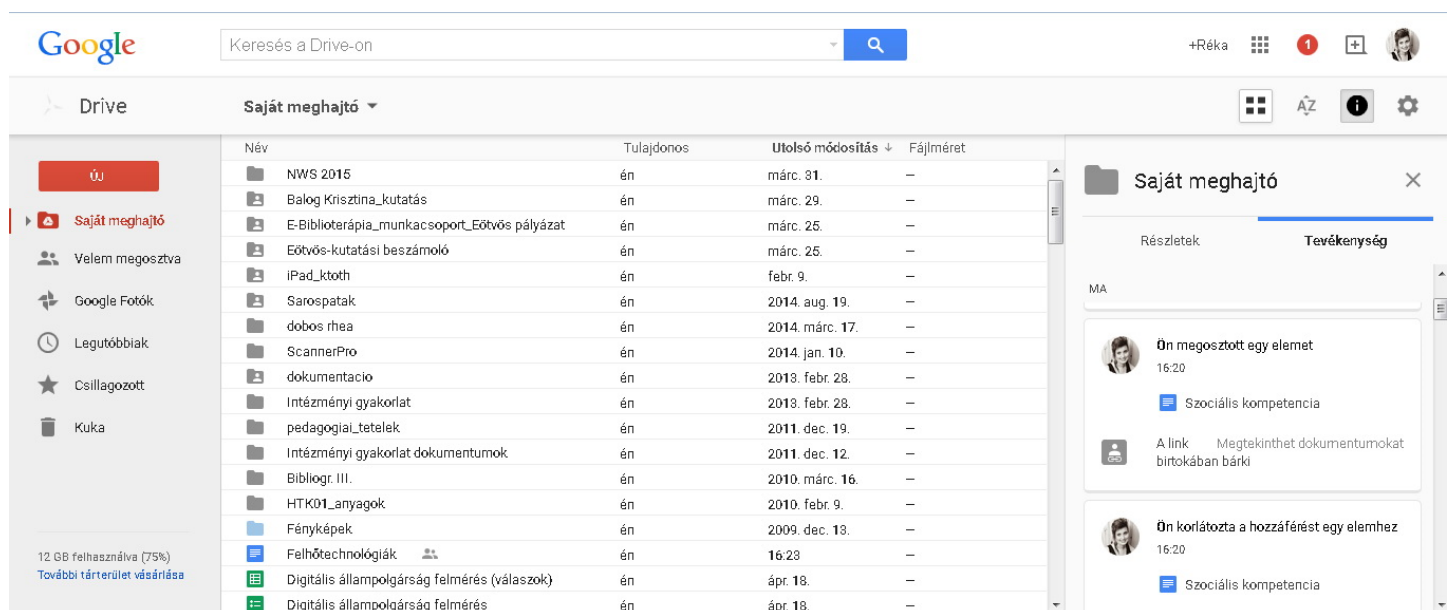 Google
Keresés a Drive-on
+Réka
1
Drive
Saját meghajtó
AZ
ÚJ
Saját meghajtó
Velem megosztva
Google Fotók
Legutóbbiak
Csillagozott
Kuka
12 GB felhasználva (75%)
További tárterület vásárlása
Név Tulajdonos Utolsó módosítás Fájlméret
NWS 2015 én márc. 31. –
Balog Krisztina_kutatás én márc. 29. –
E-Biblioterápia_munkacsoport_Eötvös pályázat én márc. 25. –
Eötvös-kutatási beszámoló én márc. 25. –
iPad_ktoth én febr. 9. –
Sarospatak én 2014. aug. 19. –
dobos rhea én 2014. márc. 17. –
ScannerPro én 2014. jan. 10. –
dokumentacio én 2013. febr. 28. –
Intézményi gyakorlat én 2013. febr. 28. –
pedagogiai_tetelek én 2011. dec. 19. –
Intézményi gyakorlat dokumentumok én 2011. dec. 12. –
Bibliogr. III. én 2010. márc. 16. –
HTK01_anyagok én 2010. febr. 9. –
Fényképek én 2009. dec. 13. –
Felhőtechnológiák én 16:23 –
Digitális állampolgárság felmérés (válaszok) én ápr. 18. –
Digitális állampolgárság felmérés én ápr. 18. –
Saját meghajtó
Részletek Tevékenység
MA
Ön megosztott egy elemet
16:20
Szociális kompetencia
A link Megtekinthet dokumentumokat
birtokában bárki
Ön korlátozta a hozzáférést egy elemhez
16:20
Szociális kompetencia